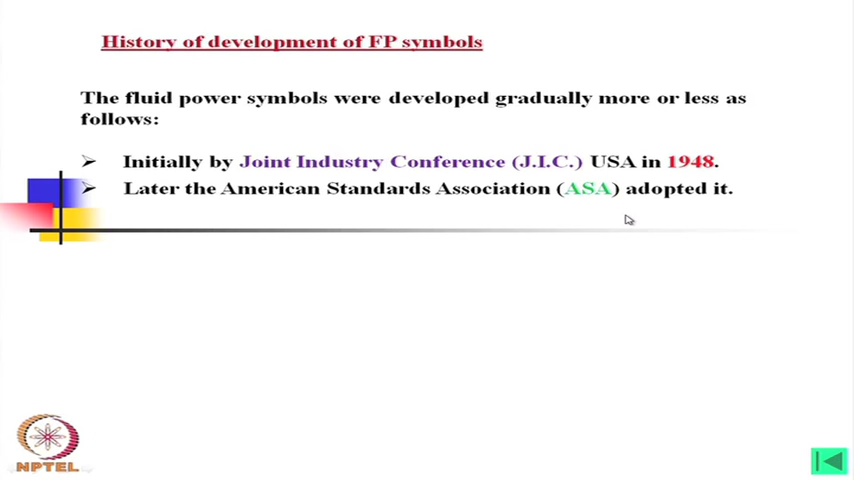 History of development of FP symbols
The fluid power symbols were developed gradually more or less as
follows:
Initially by Joint Industry Conference (J.I.C.) USA in 1948.
Later the American Standards Association (ASA) adopted it.
NPTEL